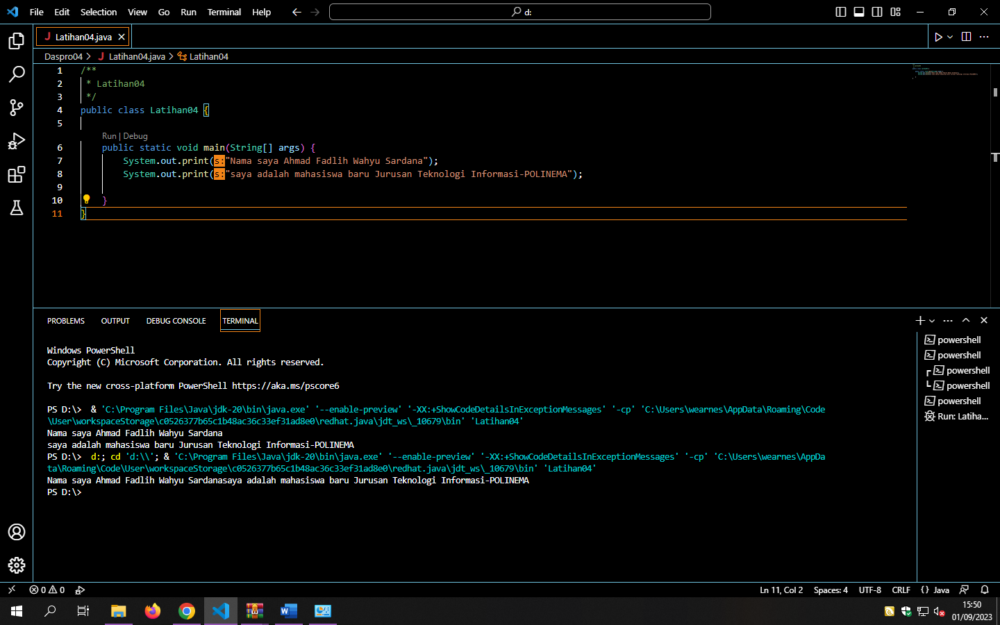 File Edit Selection View Go Run Terminal Help
d:
Latihan04.java
Daspro04 > Latihan04.java > Latihan04
1 /**
2 * Latihan04
3 */
4 public class Latihan04 {
5
Run | Debug
6 public static void main(String[] args) {
7 System.out.print(s:"Nama saya Ahmad Fadlih Wahyu Sardana");
8 System.out.print(s:"saya adalah mahasiswa baru Jurusan Teknologi Informasi-POLINEMA");
9
10 }
11 }
PROBLEMS OUTPUT DEBUG CONSOLE TERMINAL
Windows PowerShell
Copyright (C) Microsoft Corporation. All rights reserved.
Try the new cross-platform PowerShell https://aka.ms/pscore6
PS D:\> & 'C:\Program Files\Java\jdk-20\bin\java.exe' '--enable-preview' '-XX:+ShowCodeDetailsInExceptionMessages' '-cp' 'C:\Users\wearnes\AppData\Roaming\Code
\User\workspaceStorage\c0526377b65c1b48ac36c33ef31ad8e0\redhat.java\jdt_ws\_10679\bin' 'Latihan04'
Nama saya Ahmad Fadlih Wahyu Sardana
saya adalah mahasiswa baru Jurusan Teknologi Informasi-POLINEMA
PS D:\> d:; cd 'd:\\'; & 'C:\Program Files\Java\jdk-20\bin\java.exe' '--enable-preview' '-XX:+ShowCodeDetailsInExceptionMessages' '-cp' 'C:\Users\wearnes\AppDa
ta\Roaming\Code\User\workspaceStorage\c0526377b65c1b48ac36c33ef31ad8e0\redhat.java\jdt_ws\_10679\bin' 'Latihan04'
Nama saya Ahmad Fadlih Wahyu Sardanasaya adalah mahasiswa baru Jurusan Teknologi Informasi-POLINEMA
PS D:\>
powershell
powershell
powershell
powershell
powershell
Run: Latiha...
0 0
Ln 11, Col 2 Spaces: 4 UTF-8 CRLF {} Java
15:50
01/09/2023